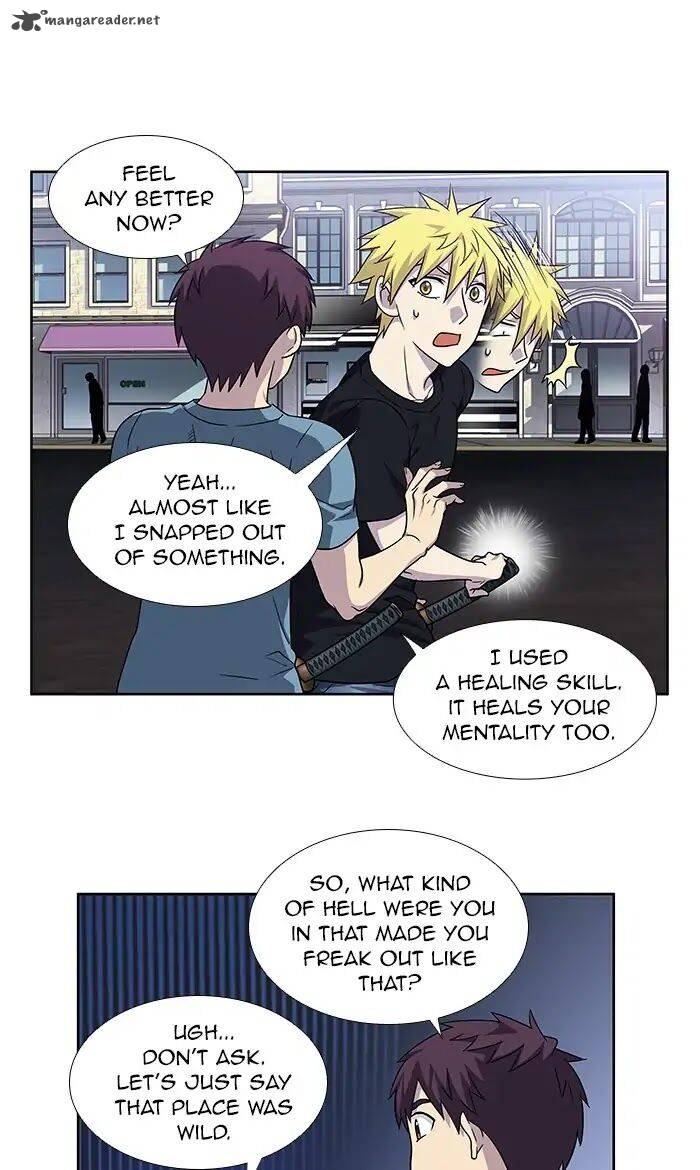 mangareader.net
FEEL
ANY BETTER
NOW?
OPEN
YEAH...
ALMOST LIKE
I SNAPPED OUT
OF SOMETHING.
I USED
A HEALING SKILL.
IT HEALS YOUR
MENTALITY TOO.
SO, WHAT KIND
OF HELL WERE YOU
IN THAT MADE YOU
FREAK OUT LIKE
THAT?
UGH...
DON'T ASK.
LET'S JUST SAY
THAT PLACE WAS
WILD.